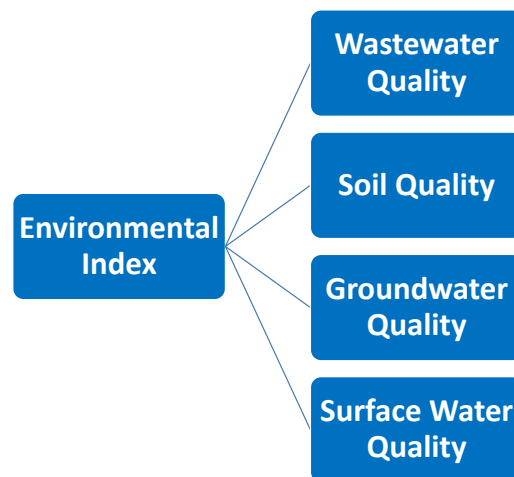 Wastewater
Quality
Soil Quality
Environmental
Index
Groundwater
Quality
Surface Water
Quality